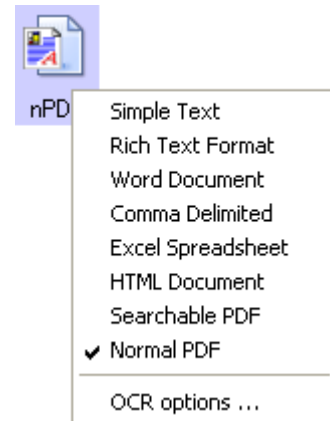 nPD
Simple Text
Rich Text Format
Word Document
Comma Delimited
Excel Spreadsheet
HTML Document
Searchable PDF
Normal PDF
OCR options ...